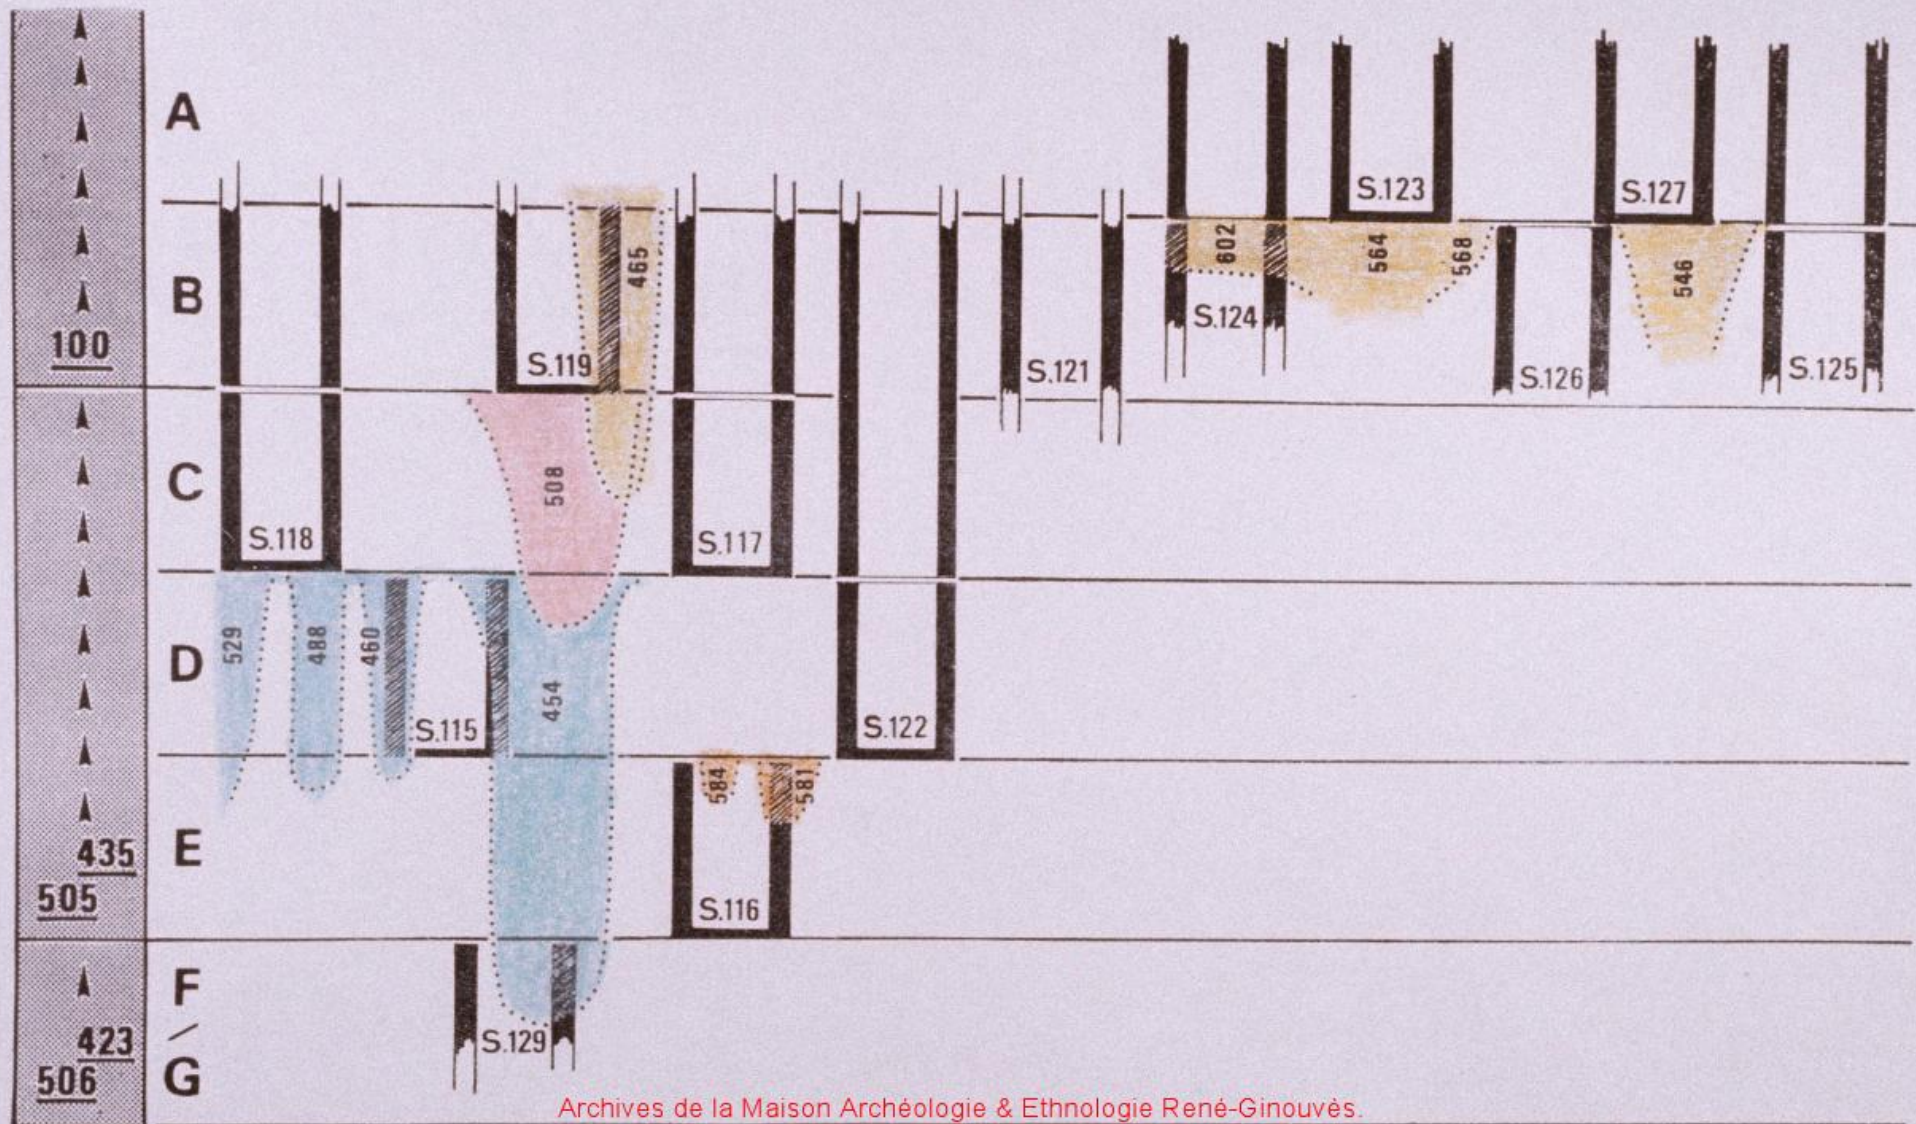 A
S.123
S.127
602
564
568
465
546
B
S.124
100
S.119
S.121
S.126
S.125
C
508
S.118
S.117
529
488
460
D
454
S.115
S.122
584
581
E
435
505
S.116
F
/
423
S.129
506
G
Archives de la Maison Archéologie & Ethnologie René-Ginouvès.